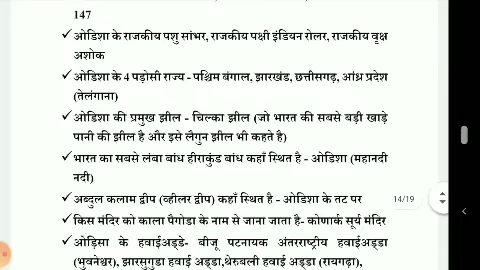 147
✓ ओडिशा के राजकीय पशु सांभर, राजकीय पक्षी इंडियन रोलर, राजकीय वृक्ष
अशोक
✓ ओडिशा के 4 पड़ोसी राज्य - पश्चिम बंगाल, झारखंड, छत्तीसगढ़, आंध्र प्रदेश
(तेलंगाना)
✓ ओडिशा की प्रमुख झील - चिल्का झील (जो भारत की सबसे बड़ी खाड़े
पानी की झील है और इसे लैगुन झील भी कहते है)
✓ भारत का सबसे लंबा बांध हीराकुंड बांध कहाँ स्थित है - ओडिशा (महानदी
नदी)
✓ अब्दुल कलाम द्वीप (व्हीलर द्वीप) कहाँ स्थित है - ओडिशा के तट पर
14/19
✓ किस मंदिर को काला पैगोडा के नाम से जाना जाता है- कोणार्क सूर्य मंदिर
✓ ओड़िसा के हवाईअड्डे- बीजू पटनायक अंतरराष्ट्रीय हवाईअड्डा
(भुवनेश्वर), झारसुगुडा हवाई अड्डा,थेरुबली हवाई अड्डा (रायगढ़ा),